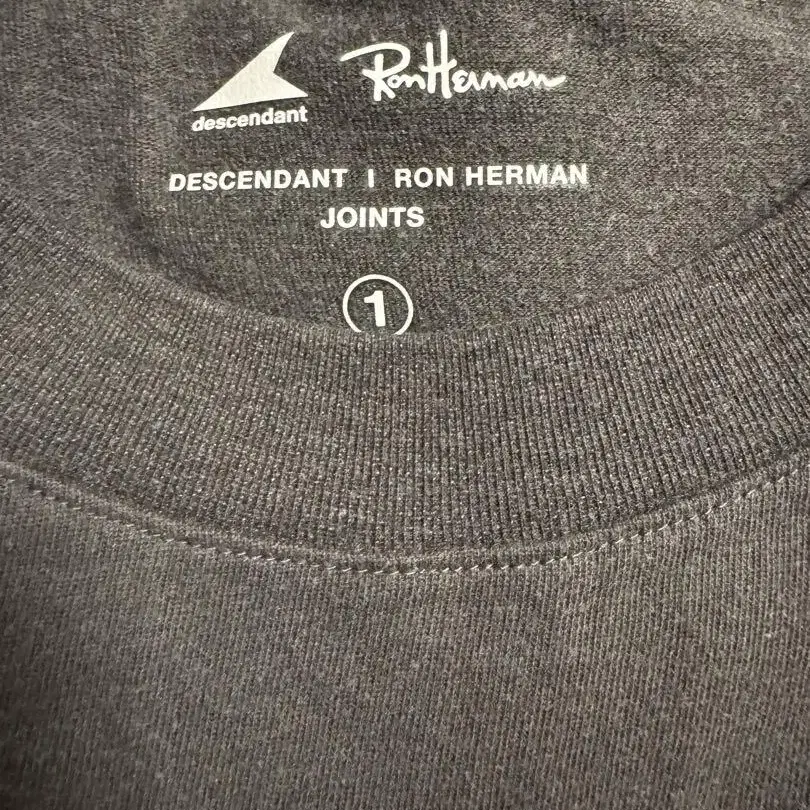 descendant
RonHerman
DESCENDANT | RON HERMAN
JOINTS
1